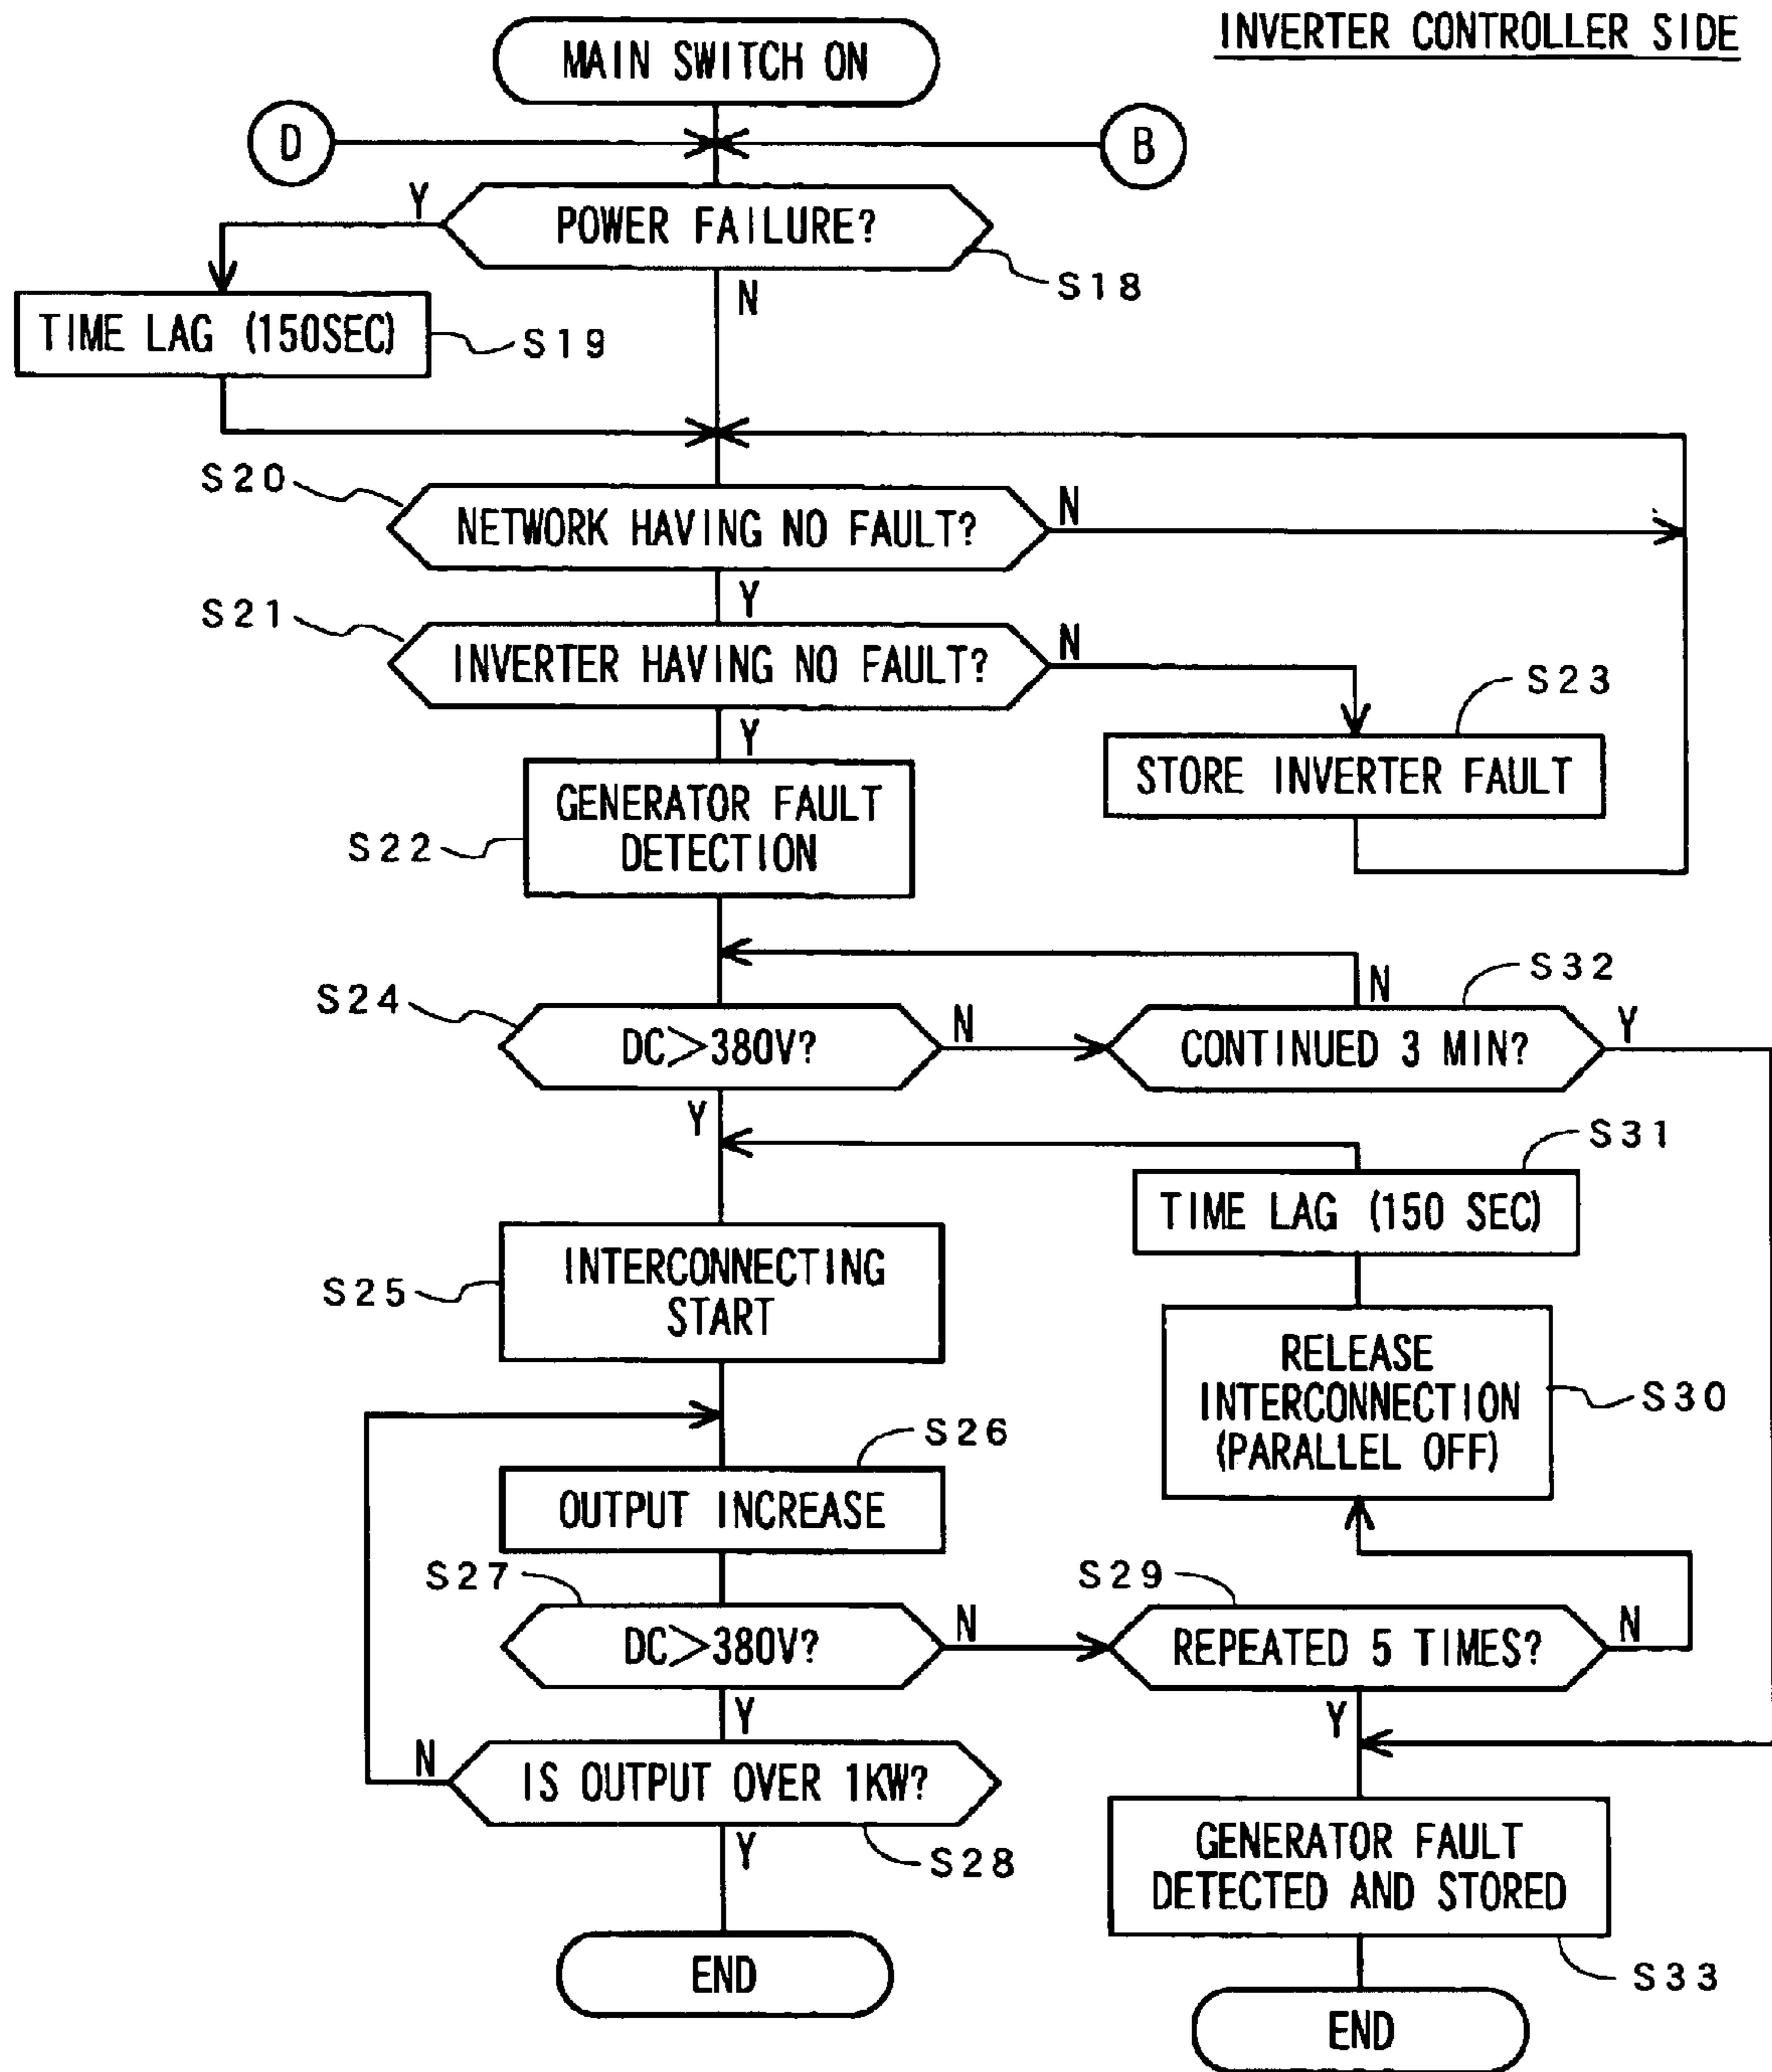 INVERTER CONTROLLER SIDE
MAIN SWITCH ON
D
B
Y
POWER FAILURE?
S18
N
TIME LAG (150SEC)
S19
S20
NETWORK HAVING NO FAULT?
N
Y
S21
INVERTER HAVING NO FAULT?
N
Y
S23
STORE INVERTER FAULT
GENERATOR FAULT
DETECTION
S22
S32
N
S24
DC>380V?
N
CONTINUED 3 MIN?
Y
Y
S31
TIME LAG (150 SEC)
INTERCONNECTING
START
S25
RELEASE
INTERCONNECTION
(PARALLEL OFF)
S30
S26
OUTPUT INCREASE
S27
DC>380V?
N
S29
REPEATED 5 TIMES?
N
Y
Y
N
IS OUTPUT OVER 1KW?
S28
Y
GENERATOR FAULT
DETECTED AND STORED
S33
END
END